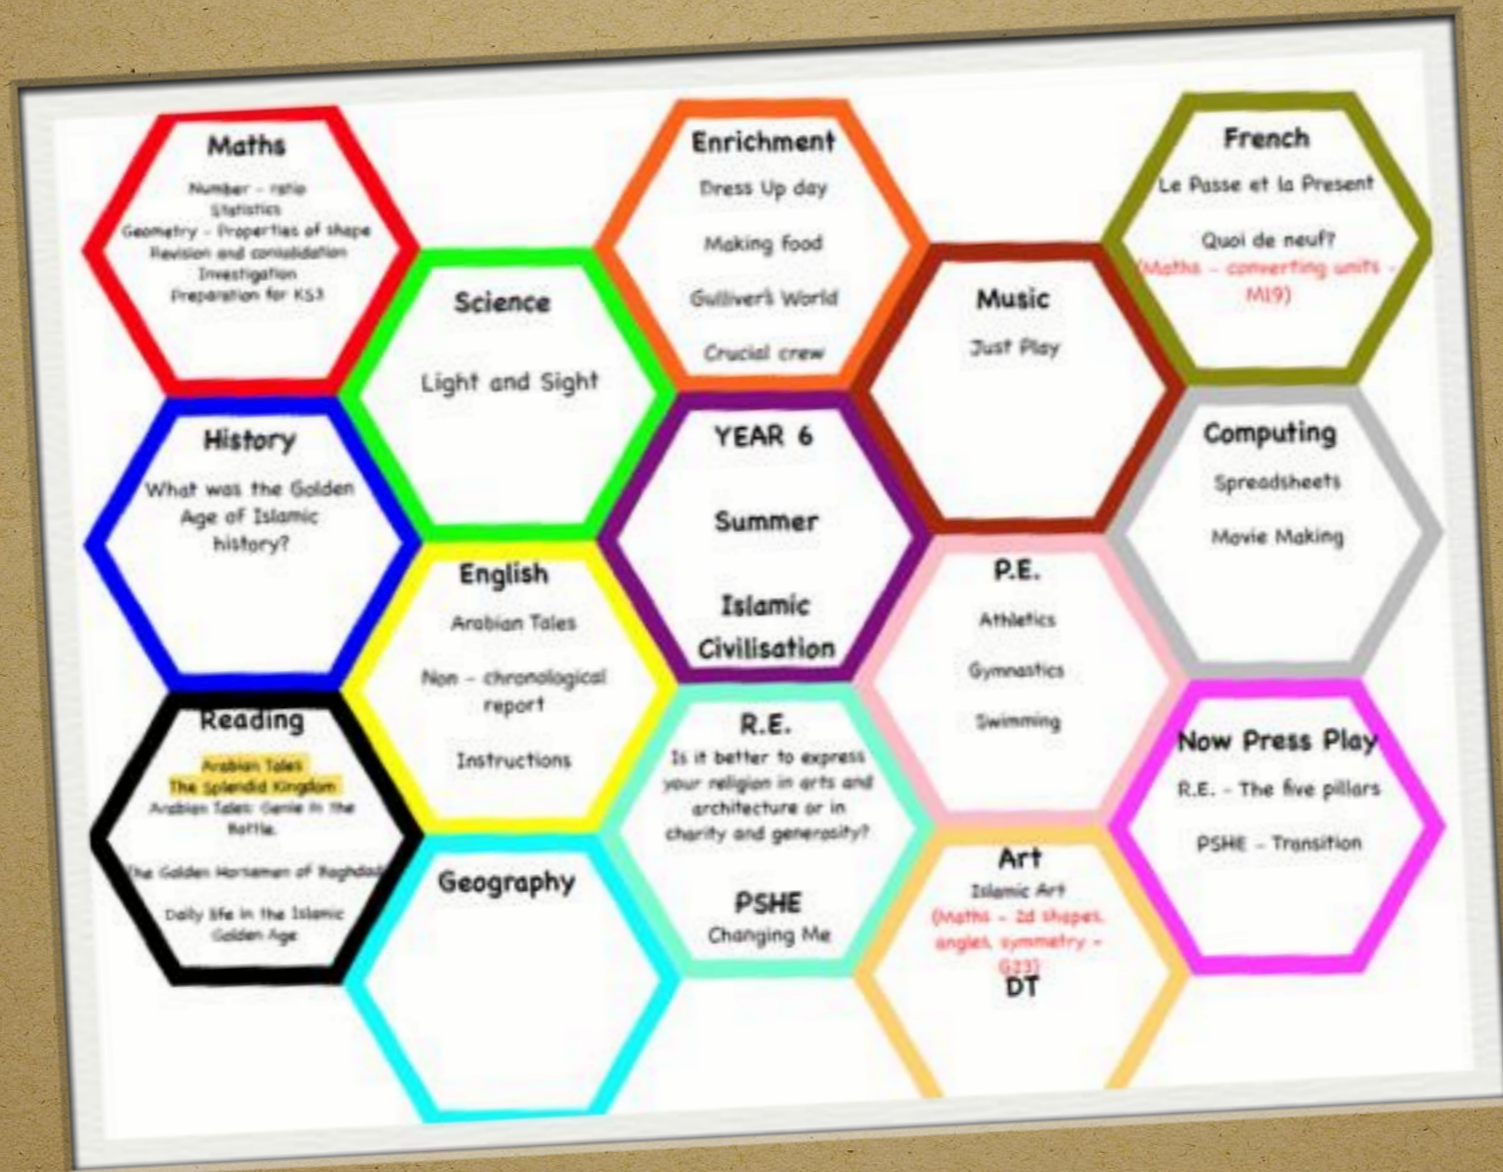 Maths
Number - ratio
Statistics
Geometry - Properties of shape
Revision and consolidation
Investigation
Preparation for KS3
Enrichment
Dress Up day
Making food
Gulliver's World
Crucial crew
French
Le Passe et la Present
Quoi de neuf?
(Maths - converting units -
M19)
Science
Light and Sight
Music
Just Play
History
What was the Golden
Age of Islamic
history?
YEAR 6
Summer
Islamic
Civilisation
Computing
Spreadsheets
Movie Making
English
Arabian Tales
Non - chronological
report
Instructions
P.E.
Athletics
Gymnastics
Swimming
Reading
Arabian Tales
The Splendid Kingdom
Arabian Tales: Genie in the
Bottle.
The Golden Horsemen of Baghdad
Daily life in the Islamic
Golden Age
R.E.
Is it better to express
your religion in arts and
architecture or in
charity and generosity?
PSHE
Changing Me
Now Press Play
R.E. - The five pillars
PSHE - Transition
Geography
Art
Islamic Art
(Maths - 2d shapes,
angles, symmetry -
G23)
DT